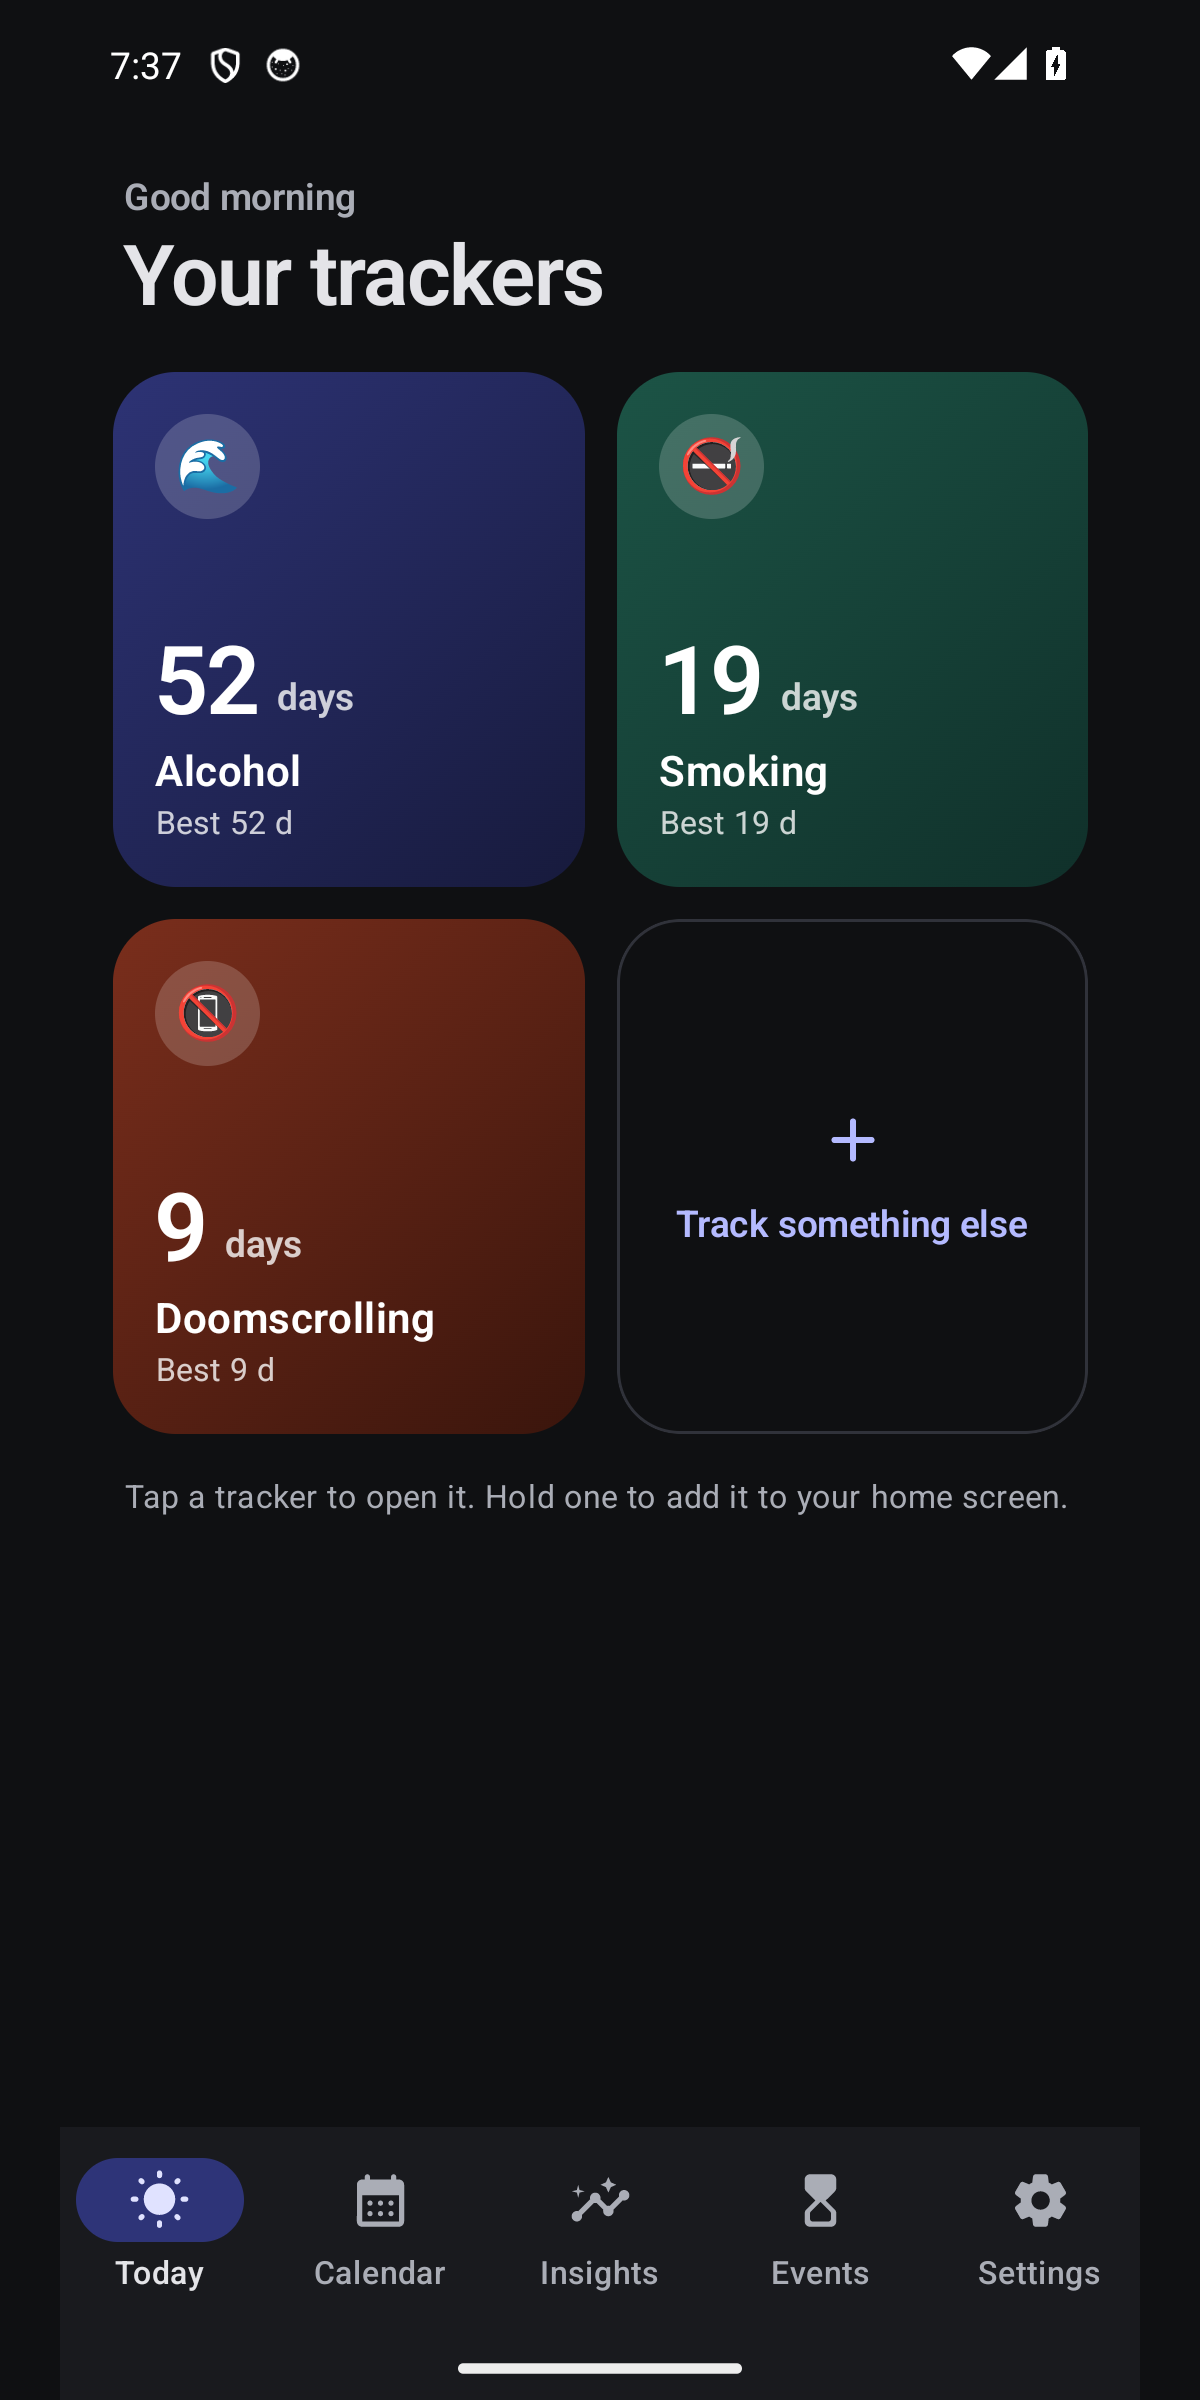 7:37
Good morning
Your trackers
52 days
Alcohol
Best 52 d
19 days
Smoking
Best 19 d
9 days
Doomscrolling
Best 9 d
Track something else
Tap a tracker to open it. Hold one to add it to your home screen.
Today
Calendar
Insights
Events
Settings